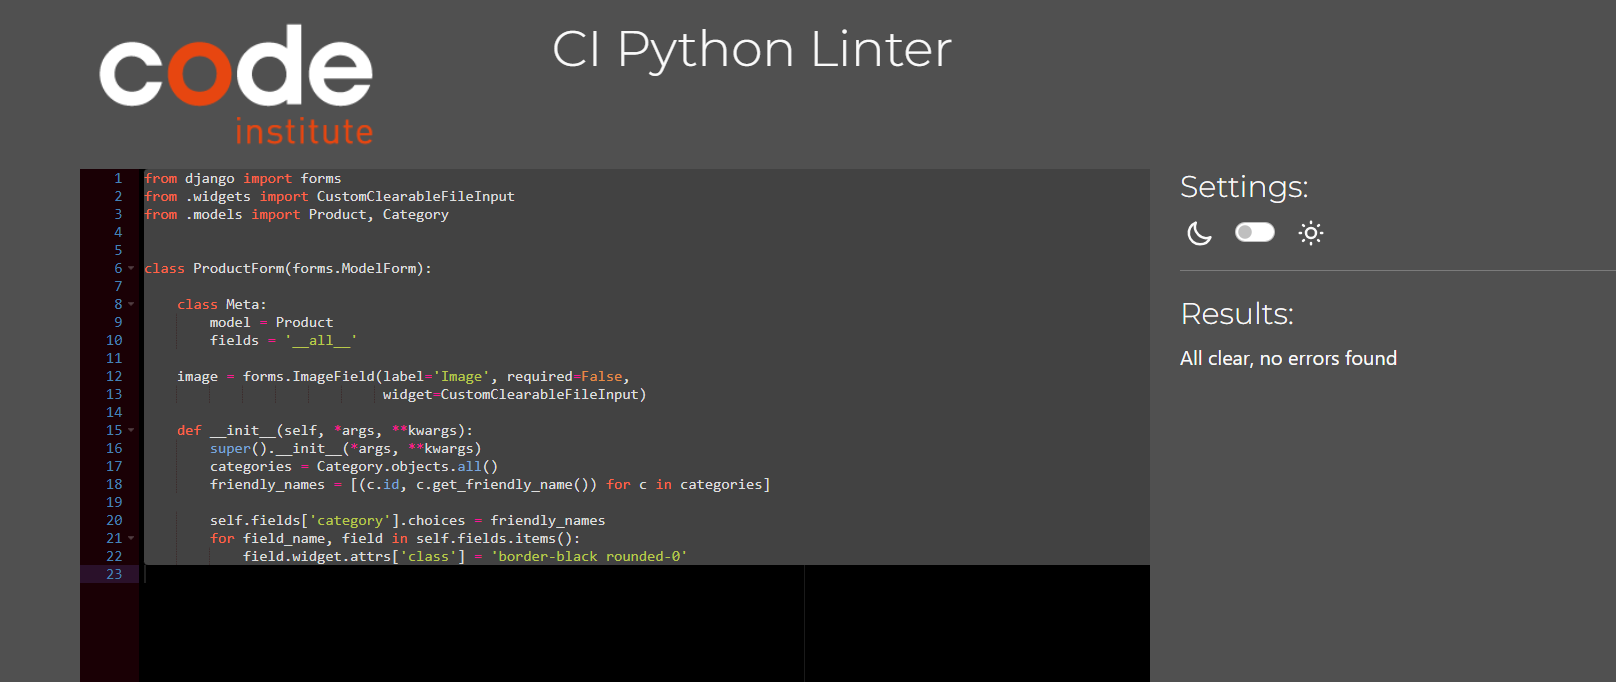 code
institute
CI Python Linter
1 from django import forms
2 from .widgets import CustomClearableFileInput
3 from .models import Product, Category
4
5
6 class ProductForm(forms.ModelForm):
7
8     class Meta:
9         model = Product
10         fields = '__all__'
11
12     image = forms.ImageField(label='Image', required=False,
13                              widget=CustomClearableFileInput)
14
15     def __init__(self, *args, **kwargs):
16         super().__init__(*args, **kwargs)
17         categories = Category.objects.all()
18         friendly_names = [(c.id, c.get_friendly_name()) for c in categories]
19
20         self.fields['category'].choices = friendly_names
21         for field_name, field in self.fields.items():
22             field.widget.attrs['class'] = 'border-black rounded-0'
23
Settings:
Results:
All clear, no errors found